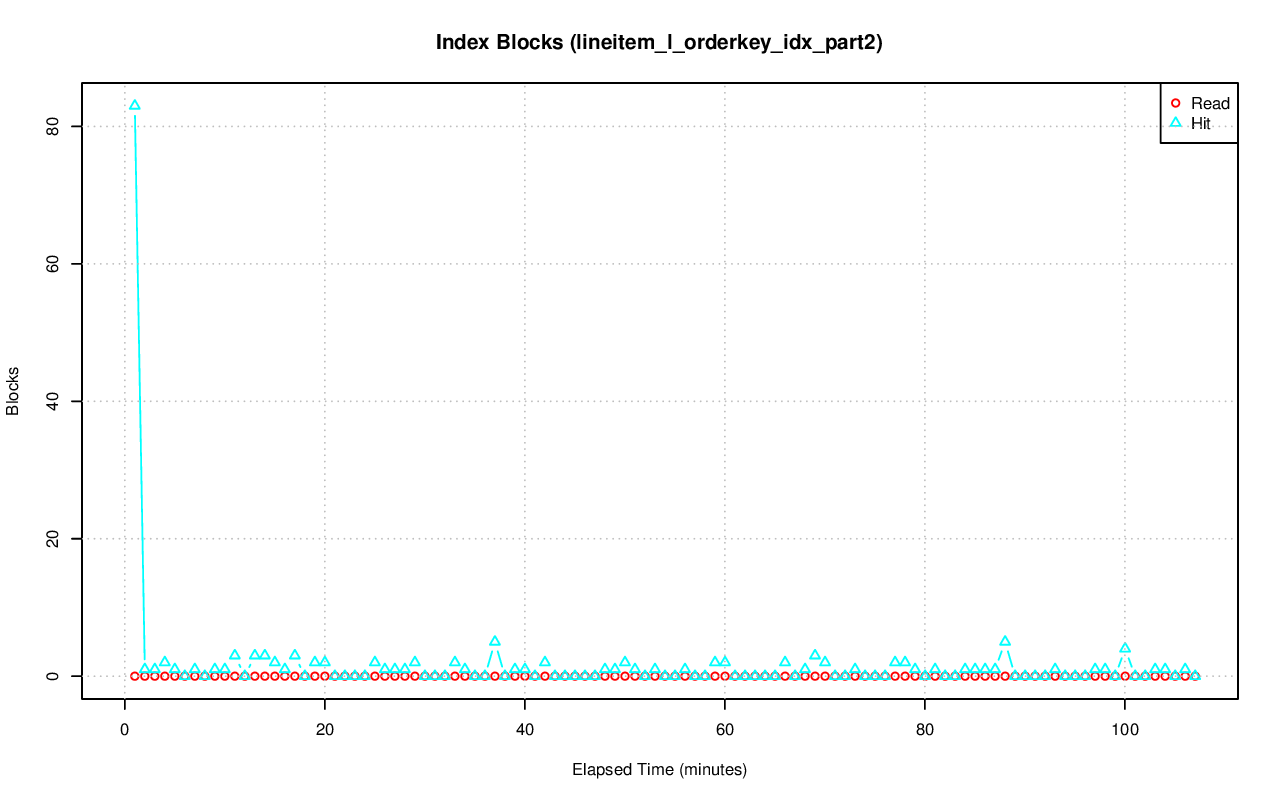 Index Blocks (lineitem_l_orderkey_idx_part2)
Read
Hit
80
60
40
20
0
Blocks
0 20 40 60 80 100
Elapsed Time (minutes)